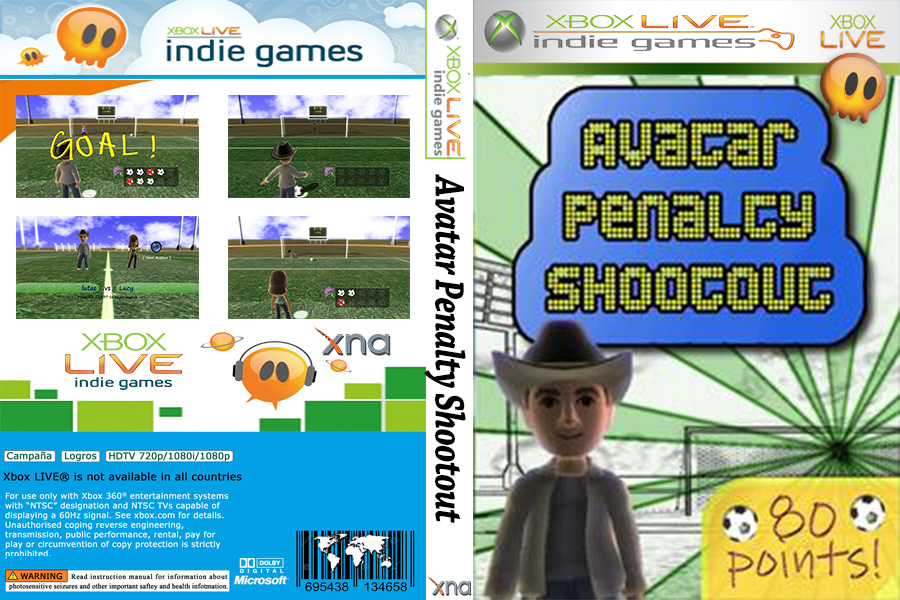 XBOX LIVE
indie games
GOAL!
lutas vs Lucy
XBOX
LIVE
indie games
xna
Campaña Logros HDTV 720p/1080i/1080p
Xbox LIVE® is not available in all countries
For use only with Xbox 360® entertainment systems
with “NTSC” designation and NTSC TVs capable of
displaying a 60Hz signal. See xbox.com for details.
Unauthorised coping reverse engineering,
transmission, public performance, rental, pay for
play or circumvention of copy protection is strictly
prohibited.
WARNING Read instruction manual for information about
photosensitive seizures and other important saftey and health infotmation.
DOLBY
DIGITAL
Microsoft
695438 134658
XBOX LIVE
indie games
Avatar Penalty Shootout
xna
XBOX LIVE
indie games
XBOX
LIVE
Avatar
Penalty
Shootout
80
points!